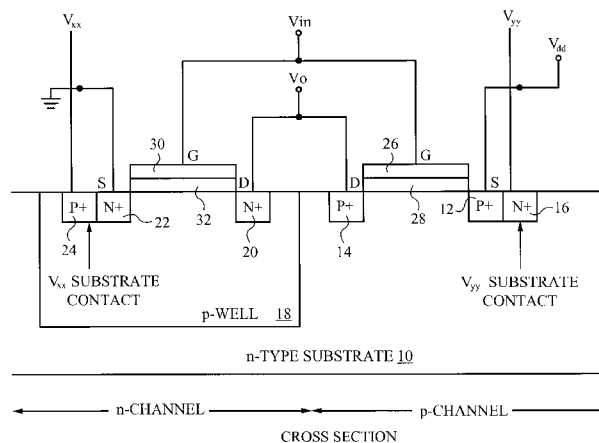 Vxx
Vin
Vyy
Vdd
Vo
G
G
30
26
S
D
D
S
P+
N+
22
32
N+
P+
28
12
P+
N+
16
24
20
14
Vxx SUBSTRATE
CONTACT
Vyy SUBSTRATE
CONTACT
p-WELL 18
n-TYPE SUBSTRATE 10
n-CHANNEL
p-CHANNEL
CROSS SECTION